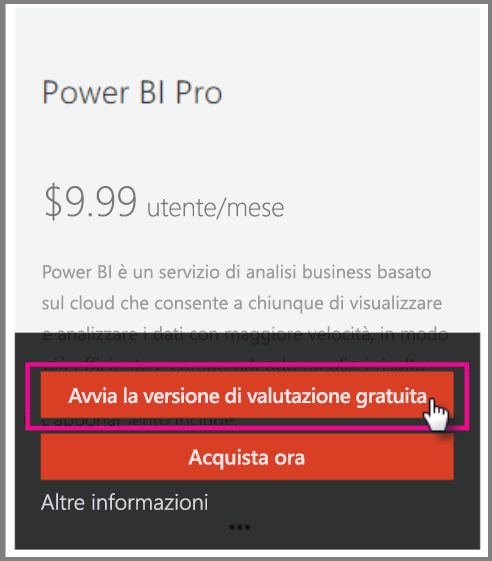 Power BI Pro
$9.99 utente/mese
Power BI è un servizio di analisi business basato
sul cloud che consente a chiunque di visualizzare
e analizzare i dati con maggiore velocità, in modo
Avvia la versione di valutazione gratuita
L'abbonamento include:
Acquista ora
Altre informazioni
...